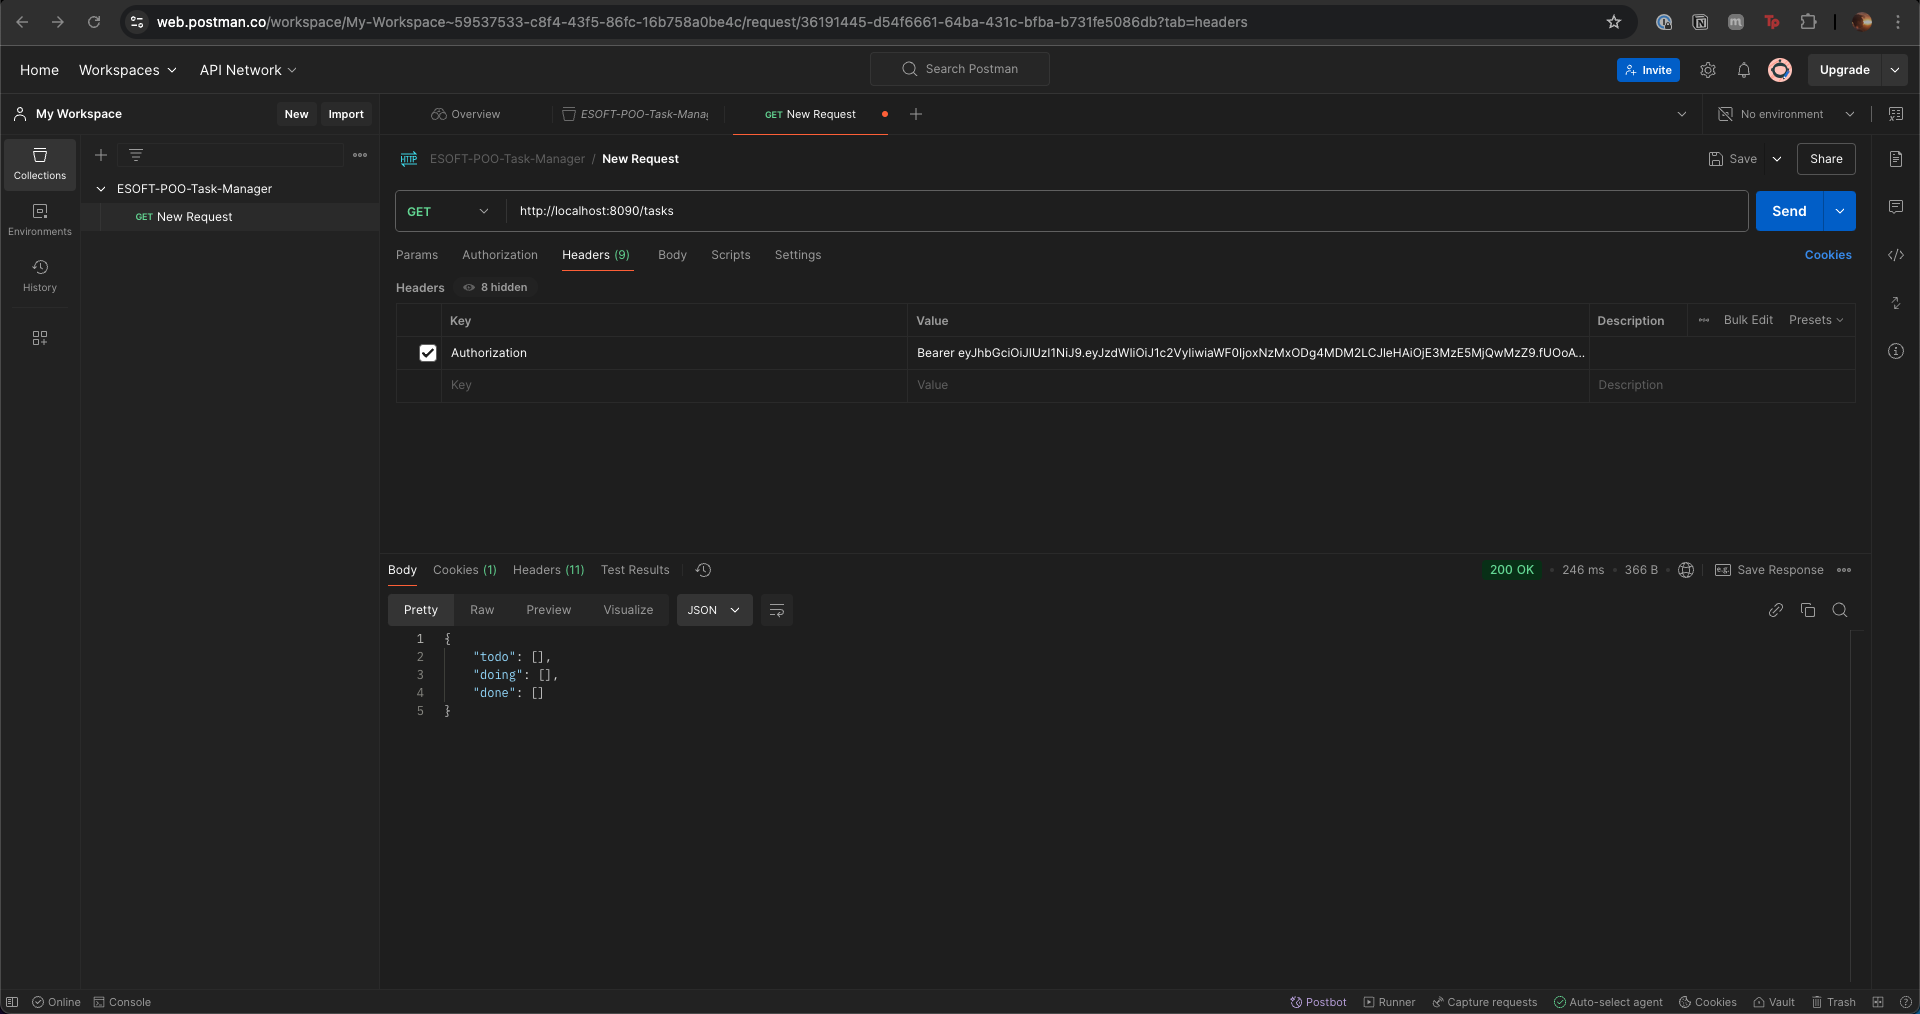 web.postman.co/workspace/My-Workspace~59537533-c8f4-43f5-86fc-16b758a0be4c/request/36191445-d54f6661-64ba-431c-bfba-b731fe5086db?tab=headers
Home Workspaces API Network Search Postman Invite Upgrade
My Workspace New Import Overview ESOFT-POO-Task-Manag GET New Request No environment
Collections
Environments
History
ESOFT-POO-Task-Manager
GET New Request
HTTP ESOFT-POO-Task-Manager / New Request Save Share
GET http://localhost:8090/tasks Send
Params Authorization Headers (9) Body Scripts Settings Cookies
Headers 8 hidden
Key Value Description Bulk Edit Presets
Authorization Bearer eyJhbGciOiJIUzI1NiJ9.eyJzdWIiOiJ1c2VyIiwiaWF0IjoxNzMxODg4MDM2LCJleHAiOjE3MzE5MjQwMzZ9.fUOoA...
Key Value Description
Body Cookies (1) Headers (11) Test Results 200 OK 246 ms 366 B e.g. Save Response
Pretty Raw Preview Visualize JSON
1 {
2 "todo": [],
3 "doing": [],
4 "done": []
5 }
Online Console Postbot Runner Capture requests Auto-select agent Cookies Vault Trash